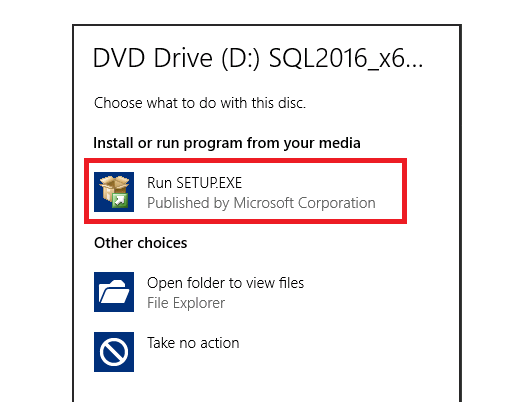 DVD Drive (D:) SQL2016_x6...
Choose what to do with this disc.
Install or run program from your media
Run SETUP.EXE
Published by Microsoft Corporation
Other choices
Open folder to view files
File Explorer
Take no action